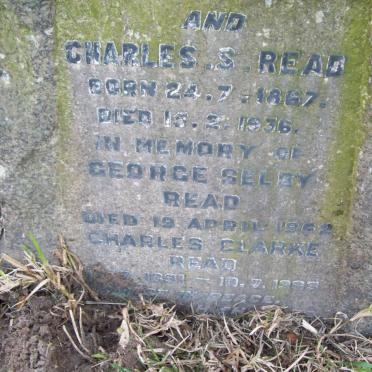 AND
CHARLES . S . READ
BORN 24 . 7 . 1867.
DIED 15 . 2 . 1936.
IN MEMORY OF
GEORGE SELBY
READ
DIED 19 APRIL 1962
CHARLES CLARKE
READ